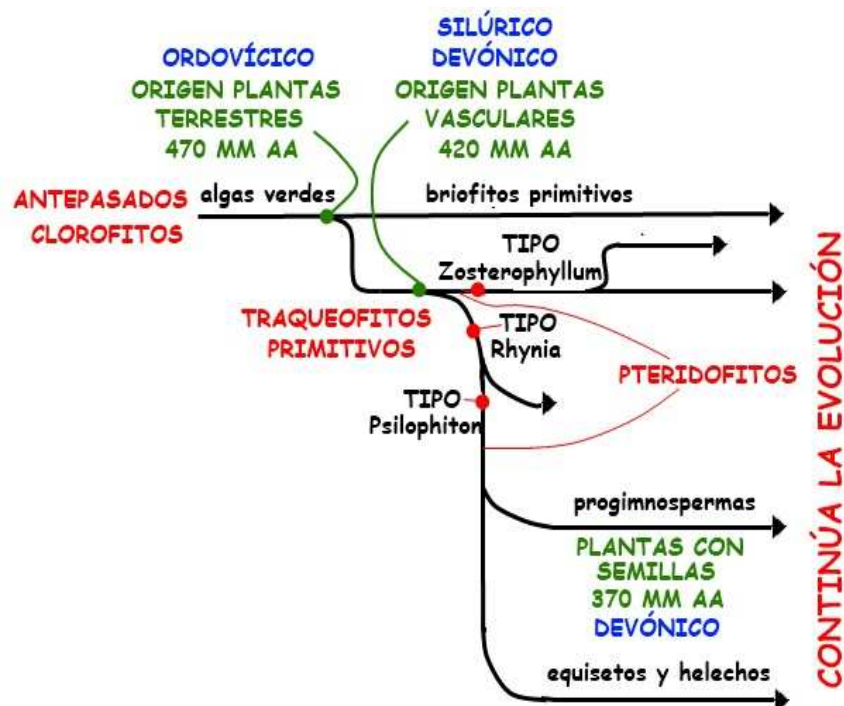 ORDOVÍCICO
ORIGEN PLANTAS
TERRESTRES
470 MM AA
SILÚRICO
DEVÓNICO
ORIGEN PLANTAS
VASCULARES
420 MM AA
ANTEPASADOS
CLOROFITOS
algas verdes
briofitos primitivos
TIPO
Zosterophyllum
TRAQUEOFITOS
PRIMITIVOS
TIPO
Rhynia
PTERIDOFITOS
TIPO
Psilophiton
progimnospermas
PLANTAS CON
SEMILLAS
370 MM AA
DEVÓNICO
equisetos y helechos
CONTINÚA LA EVOLUCIÓN